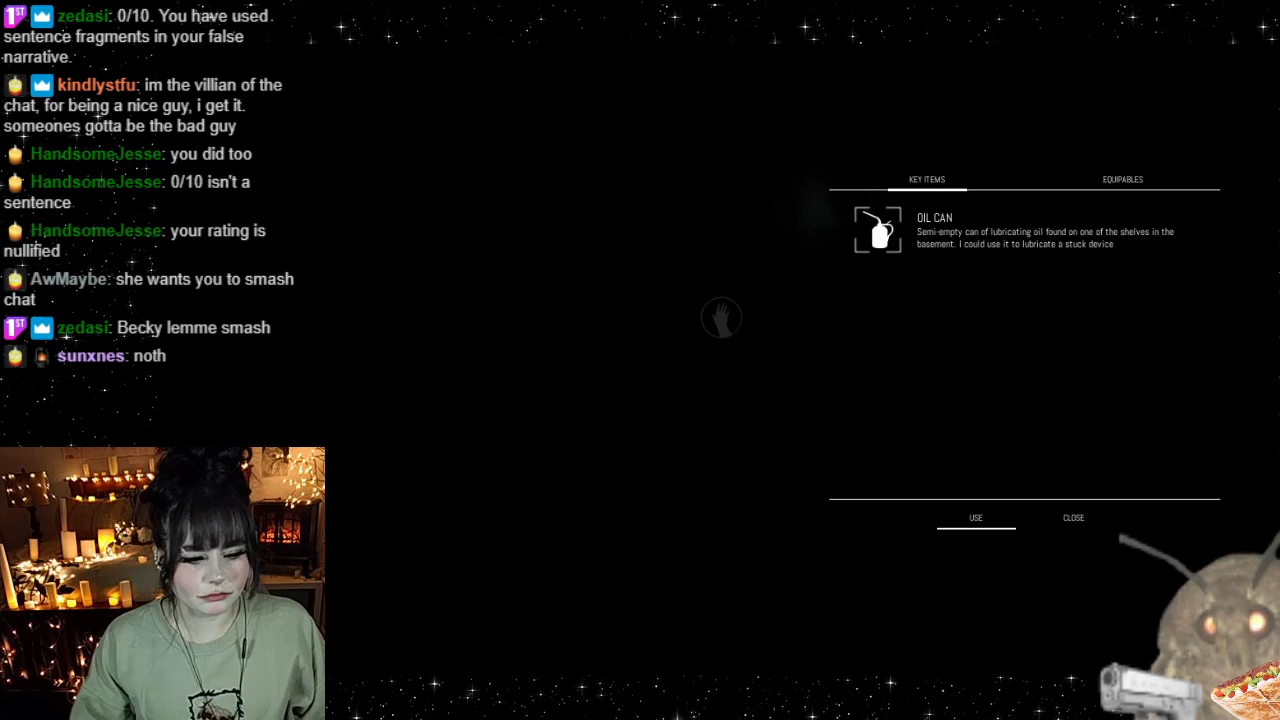 zedasi: 0/10. You have used
sentence fragments in your false
narrative.
kindlystfu: im the villian of the
chat, for being a nice guy, i get it.
someones gotta be the bad guy
HandsomeJesse: you did too
HandsomeJesse: 0/10 isn't a
sentence
HandsomeJesse: your rating is
nullified
AwMaybe: she wants you to smash
chat
zedasi: Becky lemme smash
sunxnes: noth
KEY ITEMS
EQUIPABLES
OIL CAN
Semi-empty can of lubricating oil found on one of the shelves in the
basement. I could use it to lubricate a stuck device
USE
CLOSE